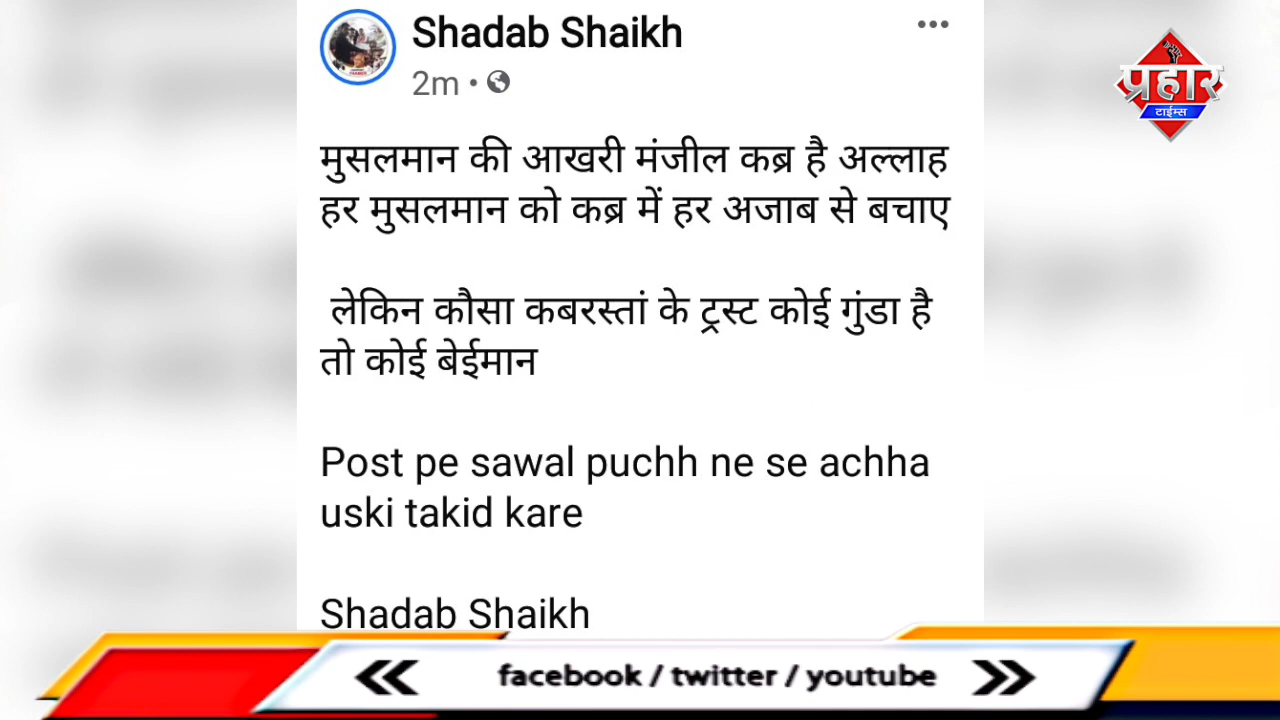 Shadab Shaikh
2m
प्रहार
टाईम्स
मुसलमान की आखरी मंजील कब्र है अल्लाह
हर मुसलमान को कब्र में हर अजाब से बचाए
लेकिन कौसा कबरस्तां के ट्रस्ट कोई गुंडा है
तो कोई बेईमान
Post pe sawal puchh ne se achha
uski takid kare
Shadab Shaikh
facebook / twitter / youtube